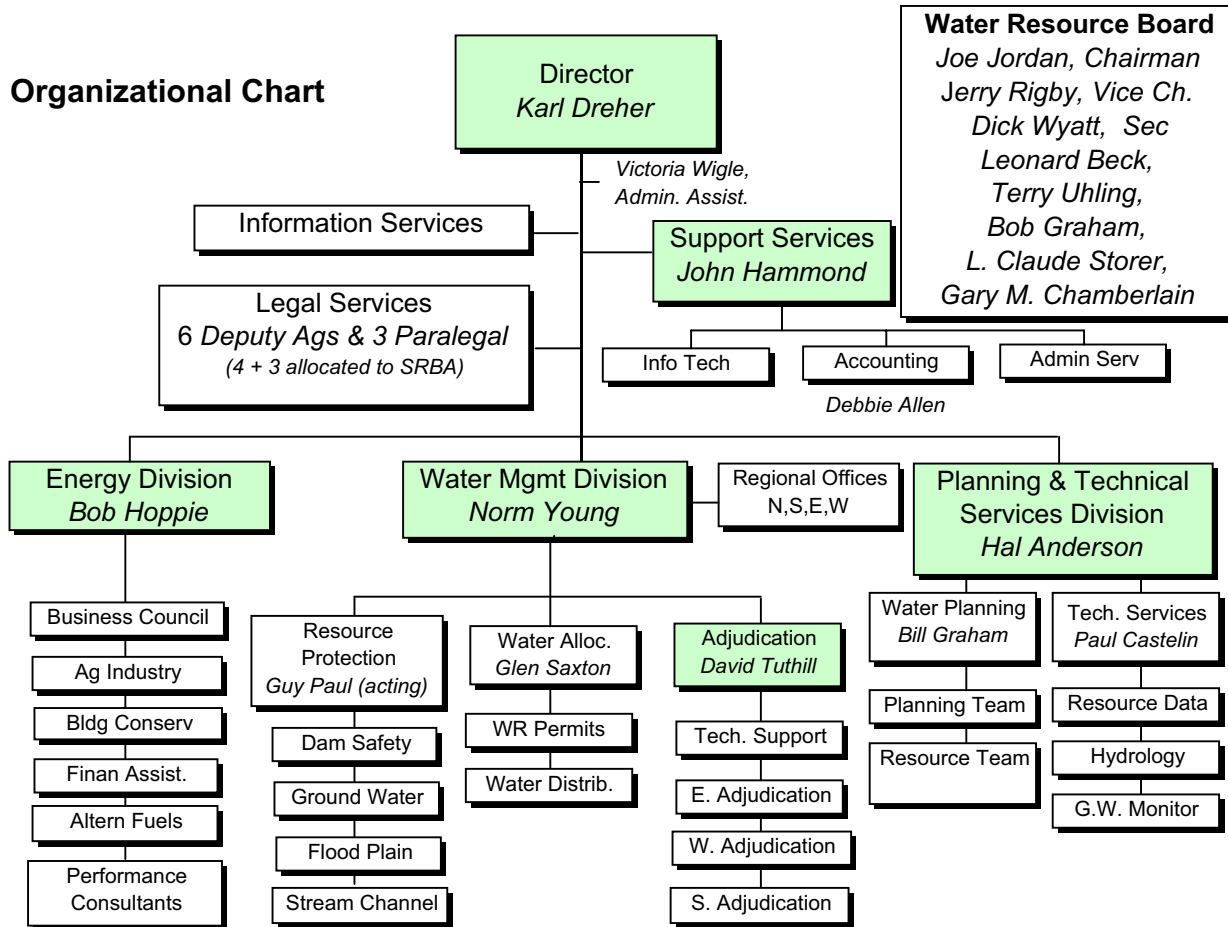 Organizational Chart
Director
Karl Dreher
Water Resource Board
Joe Jordan, Chairman
Jerry Rigby, Vice Ch.
Dick Wyatt, Sec
Leonard Beck,
Terry Uhling,
Bob Graham,
L. Claude Storer,
Gary M. Chamberlain
Victoria Wigle,
Admin. Assist.
Information Services
Support Services
John Hammond
Legal Services
6 Deputy Ags & 3 Paralegal
(4 + 3 allocated to SRBA)
Info Tech
Accounting
Admin Serv
Debbie Allen
Energy Division
Bob Hoppie
Water Mgmt Division
Norm Young
Regional Offices
N,S,E,W
Planning & Technical
Services Division
Hal Anderson
Business Council
Ag Industry
Bldg Conserv
Finan Assist.
Altern Fuels
Performance
Consultants
Resource
Protection
Guy Paul (acting)
Dam Safety
Ground Water
Flood Plain
Stream Channel
Water Alloc.
Glen Saxton
WR Permits
Water Distrib.
Adjudication
David Tuthill
Tech. Support
E. Adjudication
W. Adjudication
S. Adjudication
Water Planning
Bill Graham
Planning Team
Resource Team
Tech. Services
Paul Castelin
Resource Data
Hydrology
G.W. Monitor